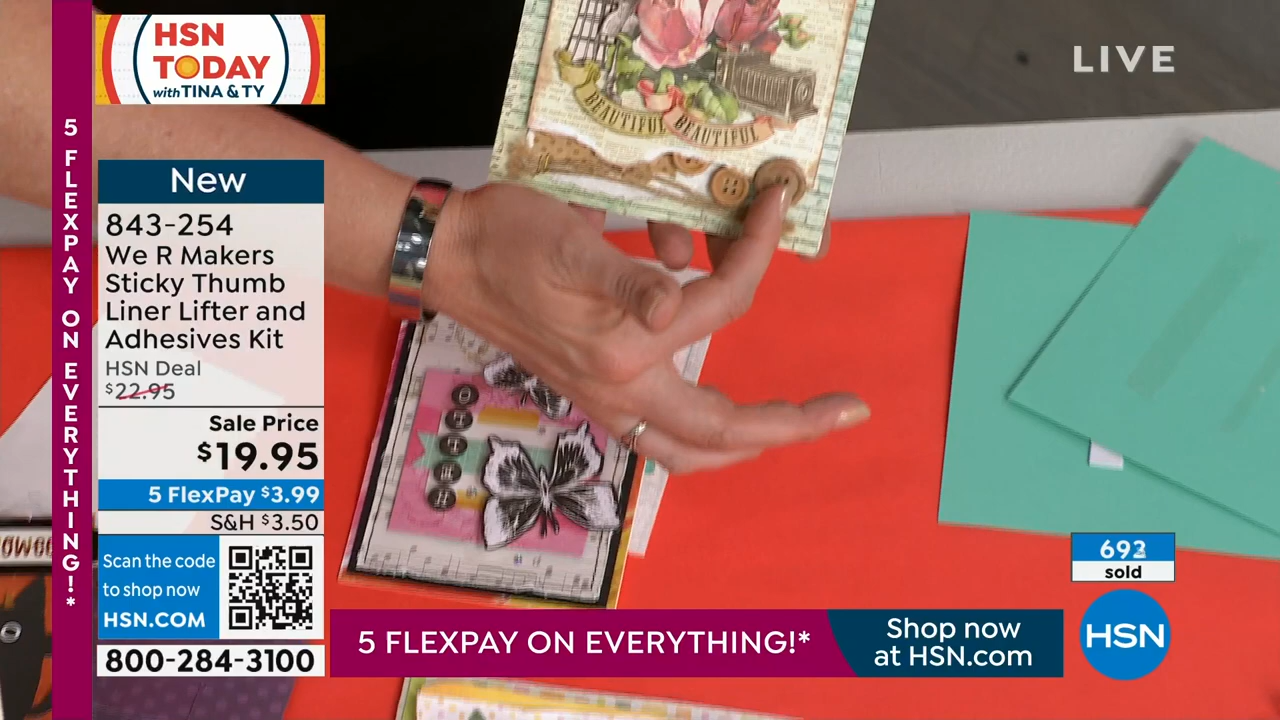 HSN
TODAY
with TINA & TY
LIVE
5 FLEXPAY ON EVERYTHING!*
New
843-254
We R Makers
Sticky Thumb
Liner Lifter and
Adhesives Kit
HSN Deal
$22.95
Sale Price
$19.95
5 FlexPay $3.99
S&H $3.50
Scan the code
to shop now
HSN.COM
800-284-3100
BEAUTIFUL BEAUTIFUL
sold
HSN
5 FLEXPAY ON EVERYTHING!*
Shop now
at HSN.com